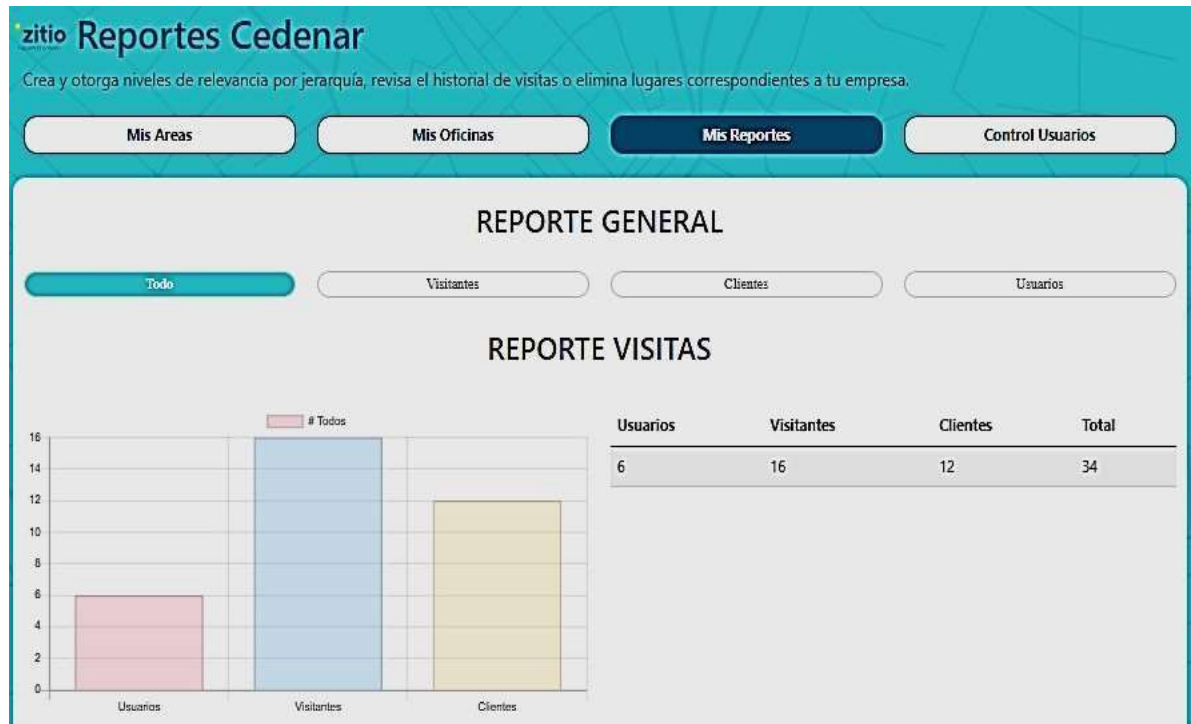 zitio Reportes Cedenar
Crea y otorga niveles de relevancia por jerarquía, revisa el historial de visitas o elimina lugares correspondientes a tu empresa.
Mis Areas Mis Oficinas Mis Reportes Control Usuarios
REPORTE GENERAL
Todo Visitantes Clientes Usuarios
REPORTE VISITAS
# Todos
16
14
12
10
8
6
4
2
0
Usuarios Visitantes Clientes
Usuarios Visitantes Clientes Total
6 16 12 34